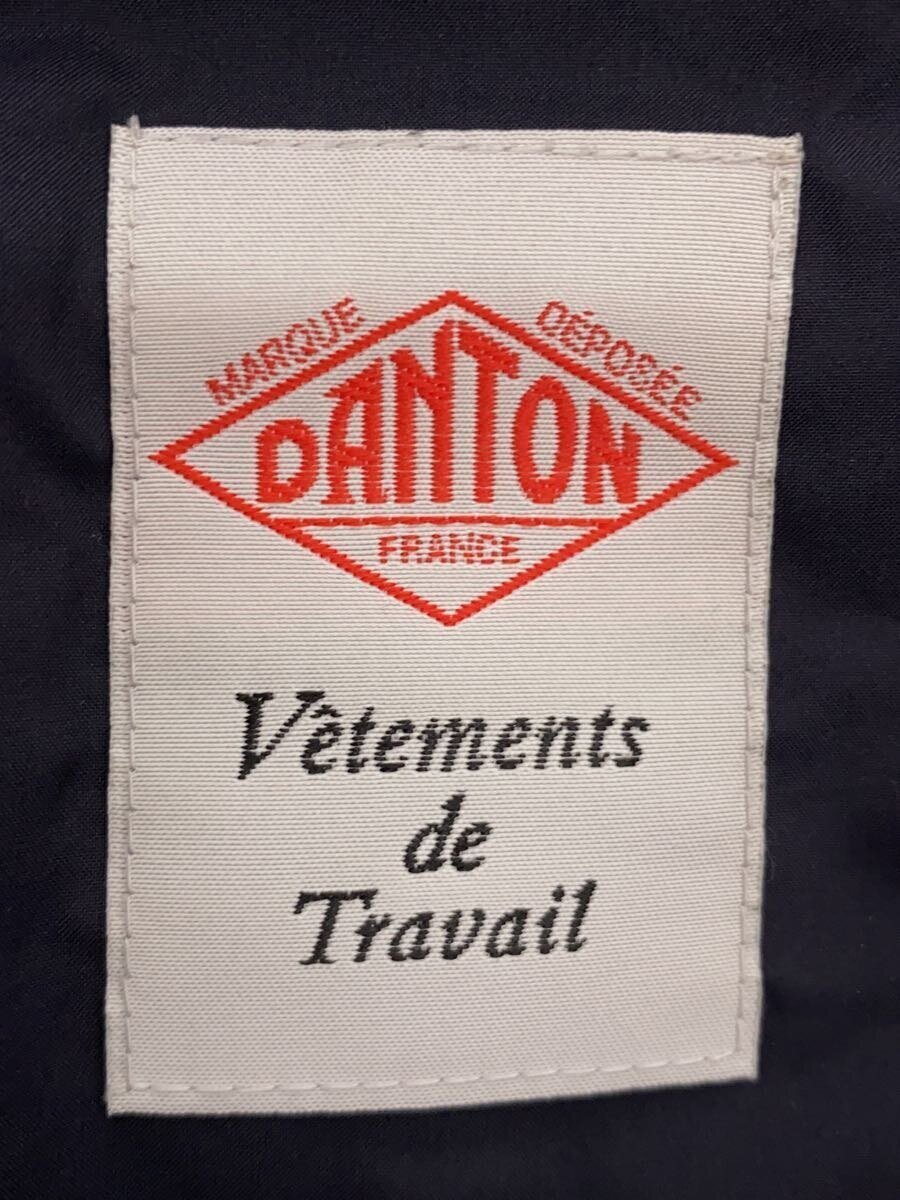 MARQUE DÉPOSÉE
DANTON
FRANCE
Vêtements
de
Travail